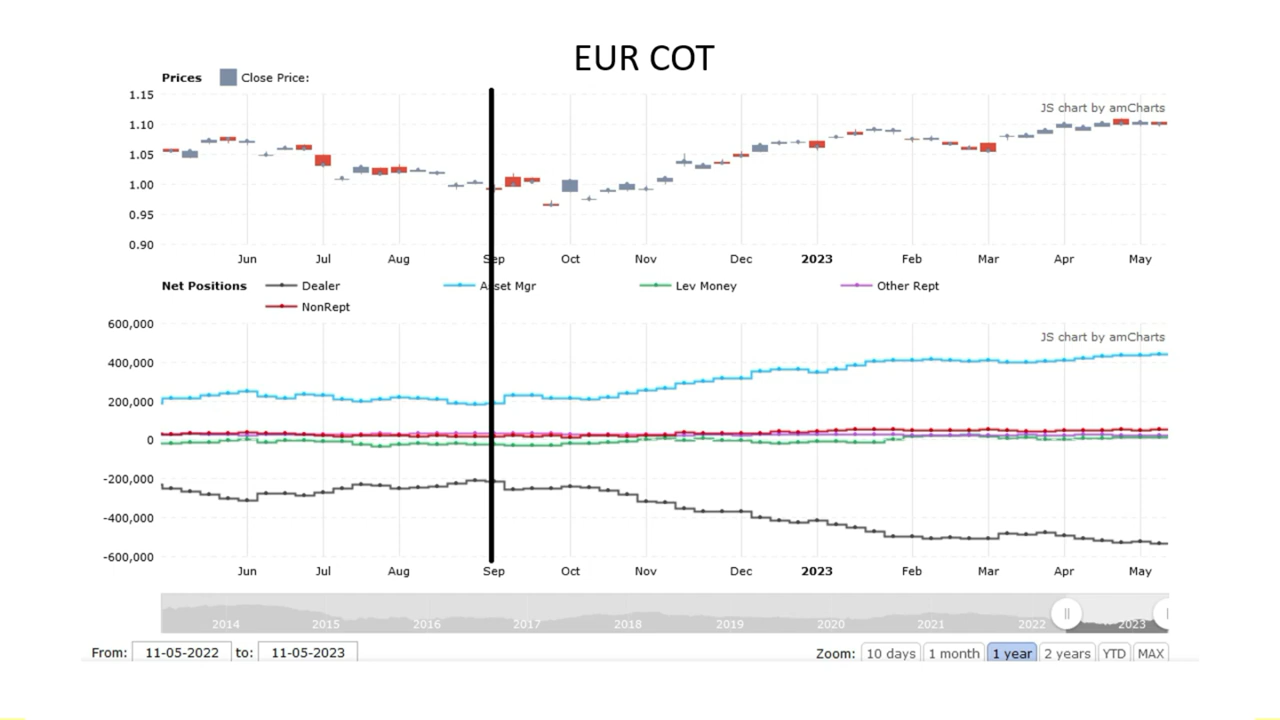 EUR COT
Prices Close Price:
JS chart by amCharts
1.15
1.10
1.05
1.00
0.95
0.90
Jun Jul Aug Sep Oct Nov Dec 2023 Feb Mar Apr May
Net Positions Dealer Asset Mgr Lev Money Other Rept
NonRept
JS chart by amCharts
600,000
400,000
200,000
0
-200,000
-400,000
-600,000
Jun Jul Aug Sep Oct Nov Dec 2023 Feb Mar Apr May
2014 2015 2016 2017 2018 2019 2020 2021 2022 2023
From: 11-05-2022 to: 11-05-2023 Zoom: 10 days 1 month 1 year 2 years YTD MAX